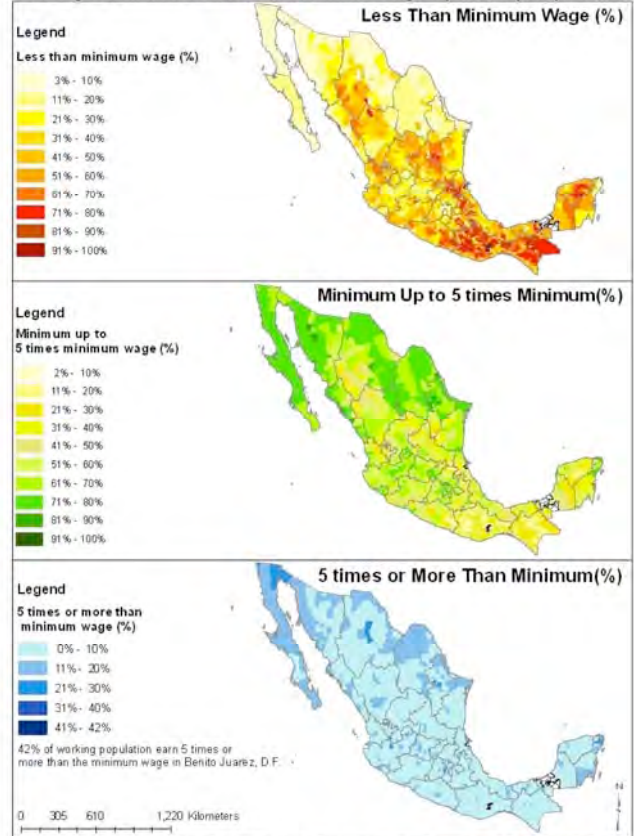 Less Than Minimum Wage (%)
Legend
Less than minimum wage (%)
3% - 10%
11% - 20%
21% - 30%
31% - 40%
41% - 50%
51% - 60%
61% - 70%
71% - 80%
81% - 90%
91% - 100%
Minimum Up to 5 times Minimum(%)
Legend
Minimum up to
5 times minimum wage (%)
2% - 10%
11% - 20%
21% - 30%
31% - 40%
41% - 50%
51% - 60%
61% - 70%
71% - 80%
81% - 90%
91% - 100%
5 times or More Than Minimum(%)
Legend
5 times or more than
minimum wage (%)
0% - 10%
11% - 20%
21% - 30%
31% - 40%
41% - 42%
42% of working population earn 5 times or
more than the minimum wage in Benito Juarez, D.F.
0 305 610 1,220 Kilometers